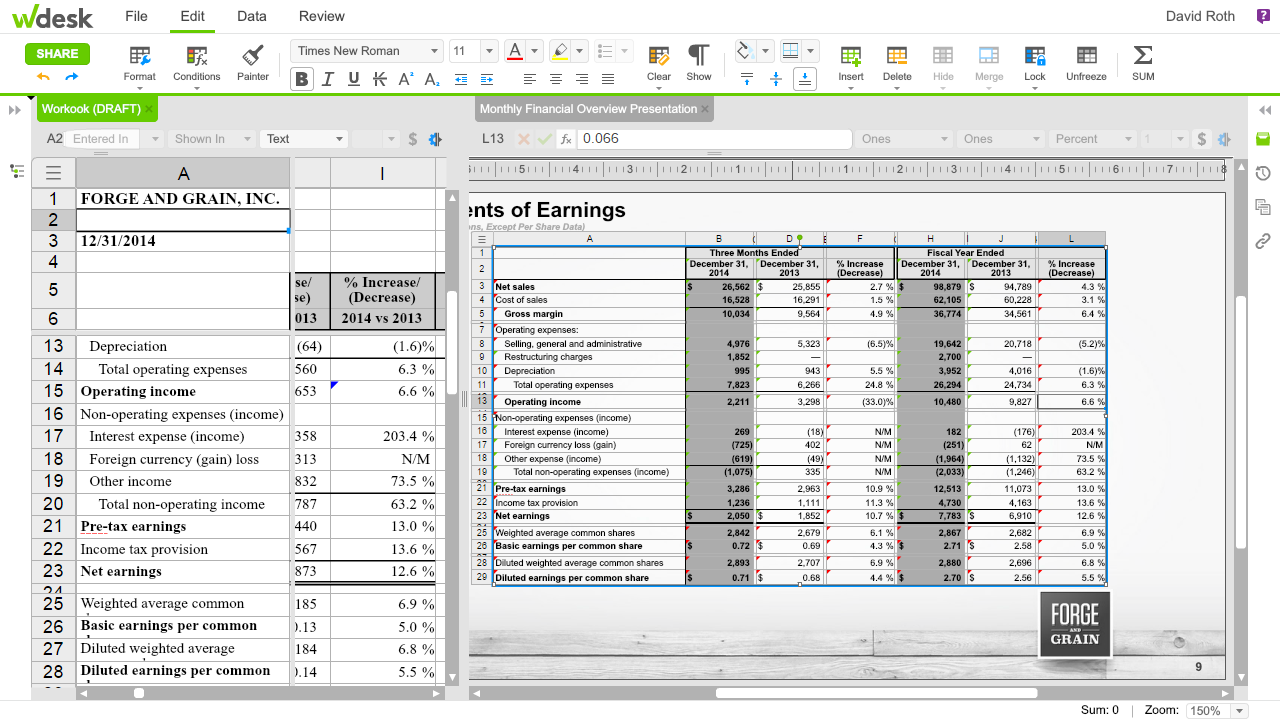 wdesk File Edit Data Review David Roth ?
SHARE Times New Roman 11 A
Format Conditions Painter B I U K A A Clear Show Insert Delete Hide Merge Lock Unfreeze SUM
Workook (DRAFT) × Monthly Financial Overview Presentation ×
A2 Entered In Shown In Text $ L13 fx 0.066 Ones Ones Percent 1 $
5 4 3 2 1 1 2 3 4 5 6 7 8
A I
1 FORGE AND GRAIN, INC.
2
3 12/31/2014
4
5 se/ % Increase/
se) (Decrease)
6 013 2014 vs 2013
13 Depreciation (64) (1.6)%
14 Total operating expenses 560 6.3 %
15 Operating income 653 6.6 %
16 Non-operating expenses (income)
17 Interest expense (income) 358 203.4 %
18 Foreign currency (gain) loss 313 N/M
19 Other income 832 73.5 %
20 Total non-operating income 787 63.2 %
21 Pre-tax earnings 440 13.0 %
22 Income tax provision 567 13.6 %
23 Net earnings 873 12.6 %
24
25 Weighted average common 185 6.9 %
26 Basic earnings per common ).13 5.0 %
27 Diluted weighted average 184 6.8 %
28 Diluted earnings per common ).14 5.5 %
ents of Earnings
ons, Except Per Share Data)
A B D F H J L
1 Three Months Ended Fiscal Year Ended
2 December 31, December 31, % Increase December 31, December 31, % Increase
2014 2013 (Decrease) 2014 2013 (Decrease)
3 Net sales $ 26,562 $ 25,855 2.7 % $ 98,879 $ 94,789 4.3 %
4 Cost of sales 16,528 16,291 1.5 % 62,105 60,228 3.1 %
5 Gross margin 10,034 9,564 4.9 % 36,774 34,561 6.4 %
7 Operating expenses:
8 Selling, general and administrative 4,976 5,323 (6.5)% 19,642 20,718 (5.2)%
9 Restructuring charges 1,852 — 2,700 —
10 Depreciation 995 943 5.5 % 3,952 4,016 (1.6)%
11 Total operating expenses 7,823 6,266 24.8 % 26,294 24,734 6.3 %
13 Operating income 2,211 3,298 (33.0)% 10,480 9,827 6.6 %
15 Non-operating expenses (income)
16 Interest expense (income) 269 (18) N/M 182 (176) 203.4 %
17 Foreign currency loss (gain) (725) 402 N/M (251) 62 N/M
18 Other expense (income) (619) (49) N/M (1,964) (1,132) 73.5 %
19 Total non-operating expenses (income) (1,075) 335 N/M (2,033) (1,246) 63.2 %
21 Pre-tax earnings 3,286 2,963 10.9 % 12,513 11,073 13.0 %
22 Income tax provision 1,236 1,111 11.3 % 4,730 4,163 13.6 %
23 Net earnings $ 2,050 $ 1,852 10.7 % $ 7,783 $ 6,910 12.6 %
25 Weighted average common shares 2,842 2,679 6.1 % 2,867 2,682 6.9 %
26 Basic earnings per common share $ 0.72 $ 0.69 4.3 % $ 2.71 $ 2.58 5.0 %
28 Diluted weighted average common shares 2,893 2,707 6.9 % 2,880 2,696 6.8 %
29 Diluted earnings per common share $ 0.71 $ 0.68 4.4 % $ 2.70 $ 2.56 5.5 %
FORGE
AND
GRAIN
9
Sum: 0 Zoom: 150%